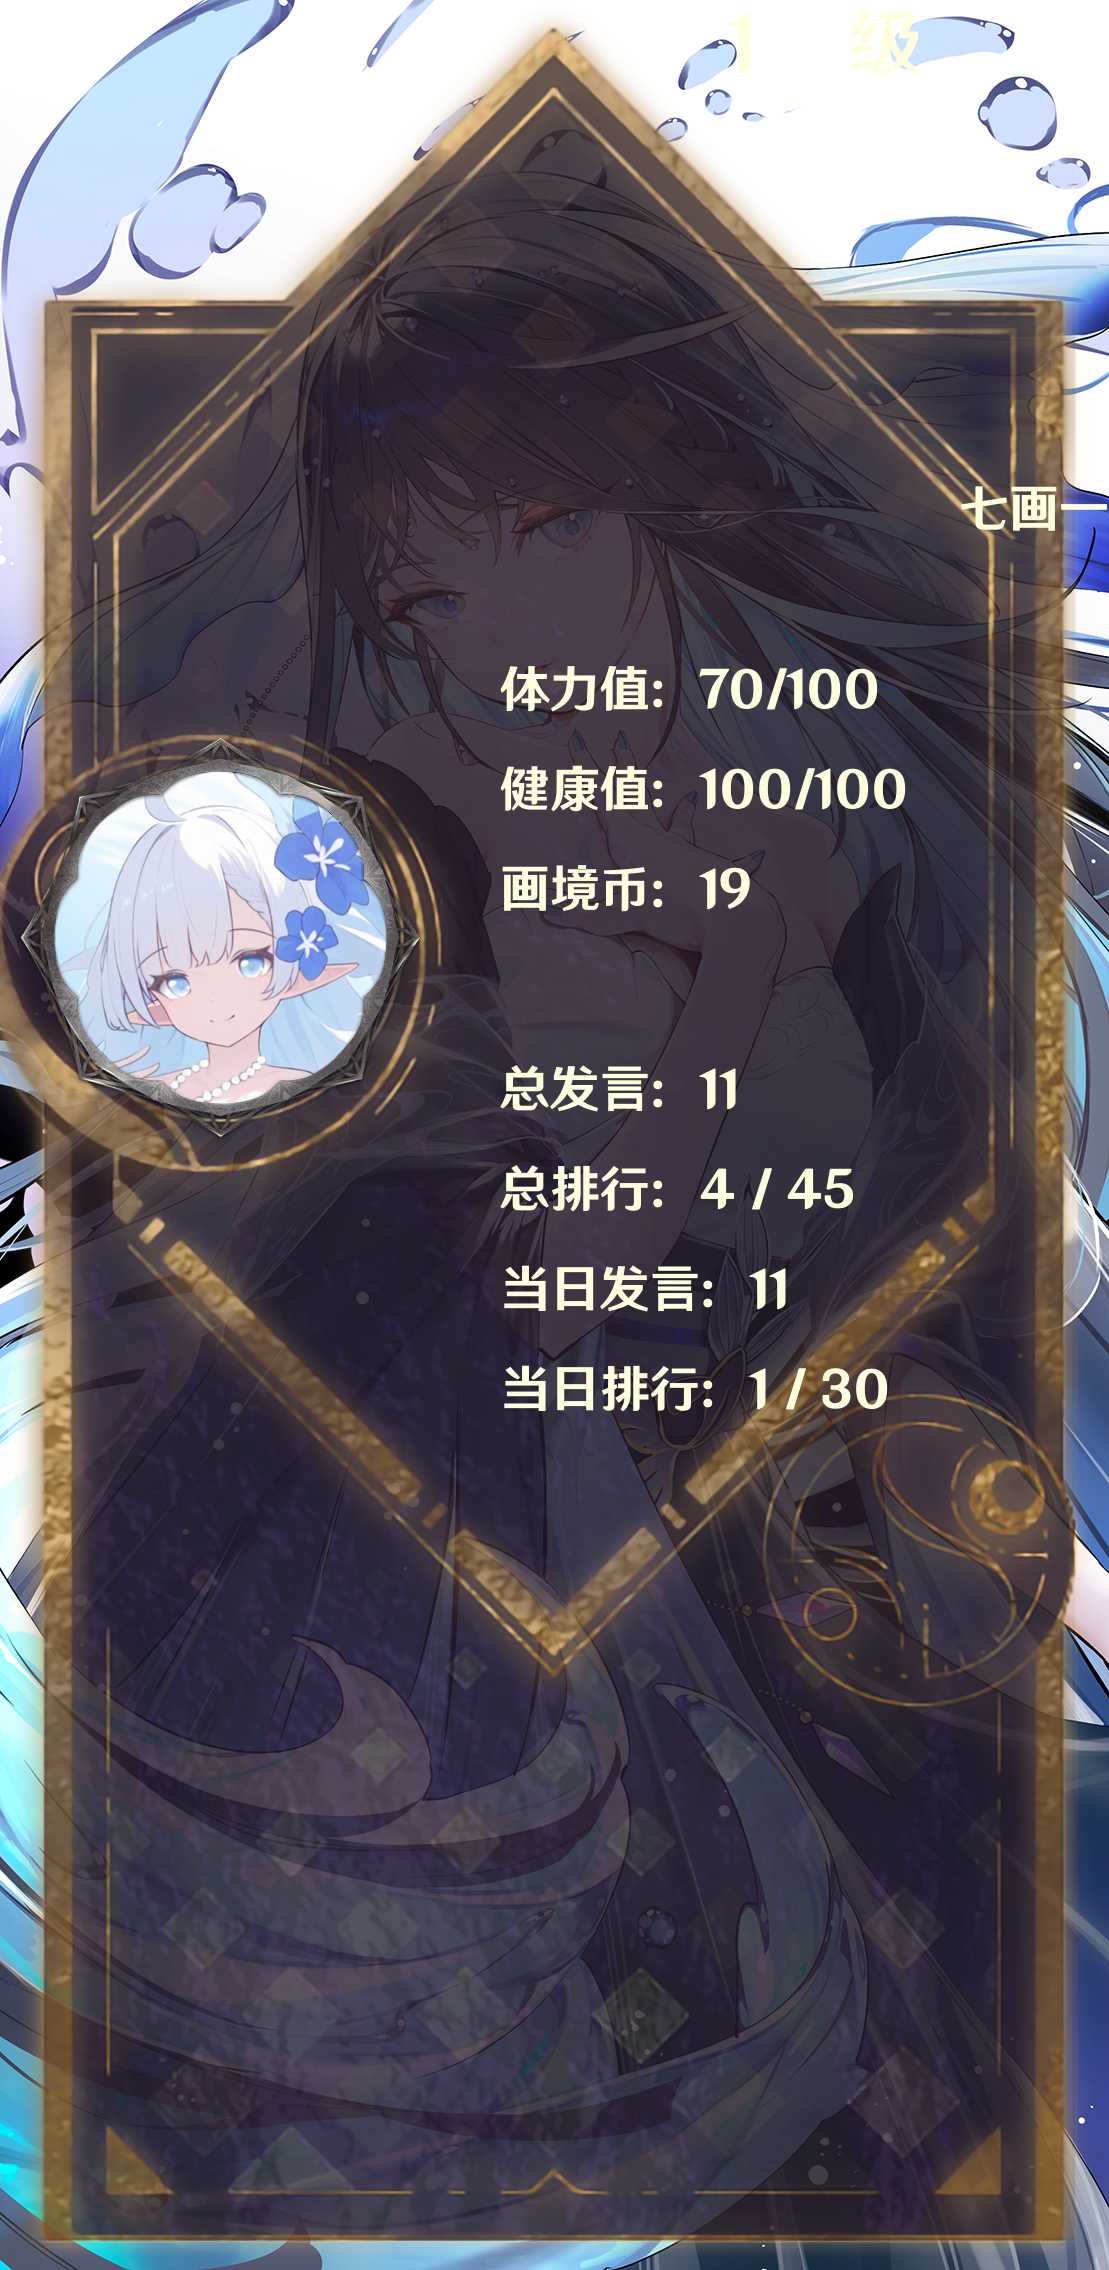 1 级
七画一
体力值: 70/100
健康值: 100/100
画境币: 19
总发言: 11
总排行: 4 / 45
当日发言: 11
当日排行: 1 / 30